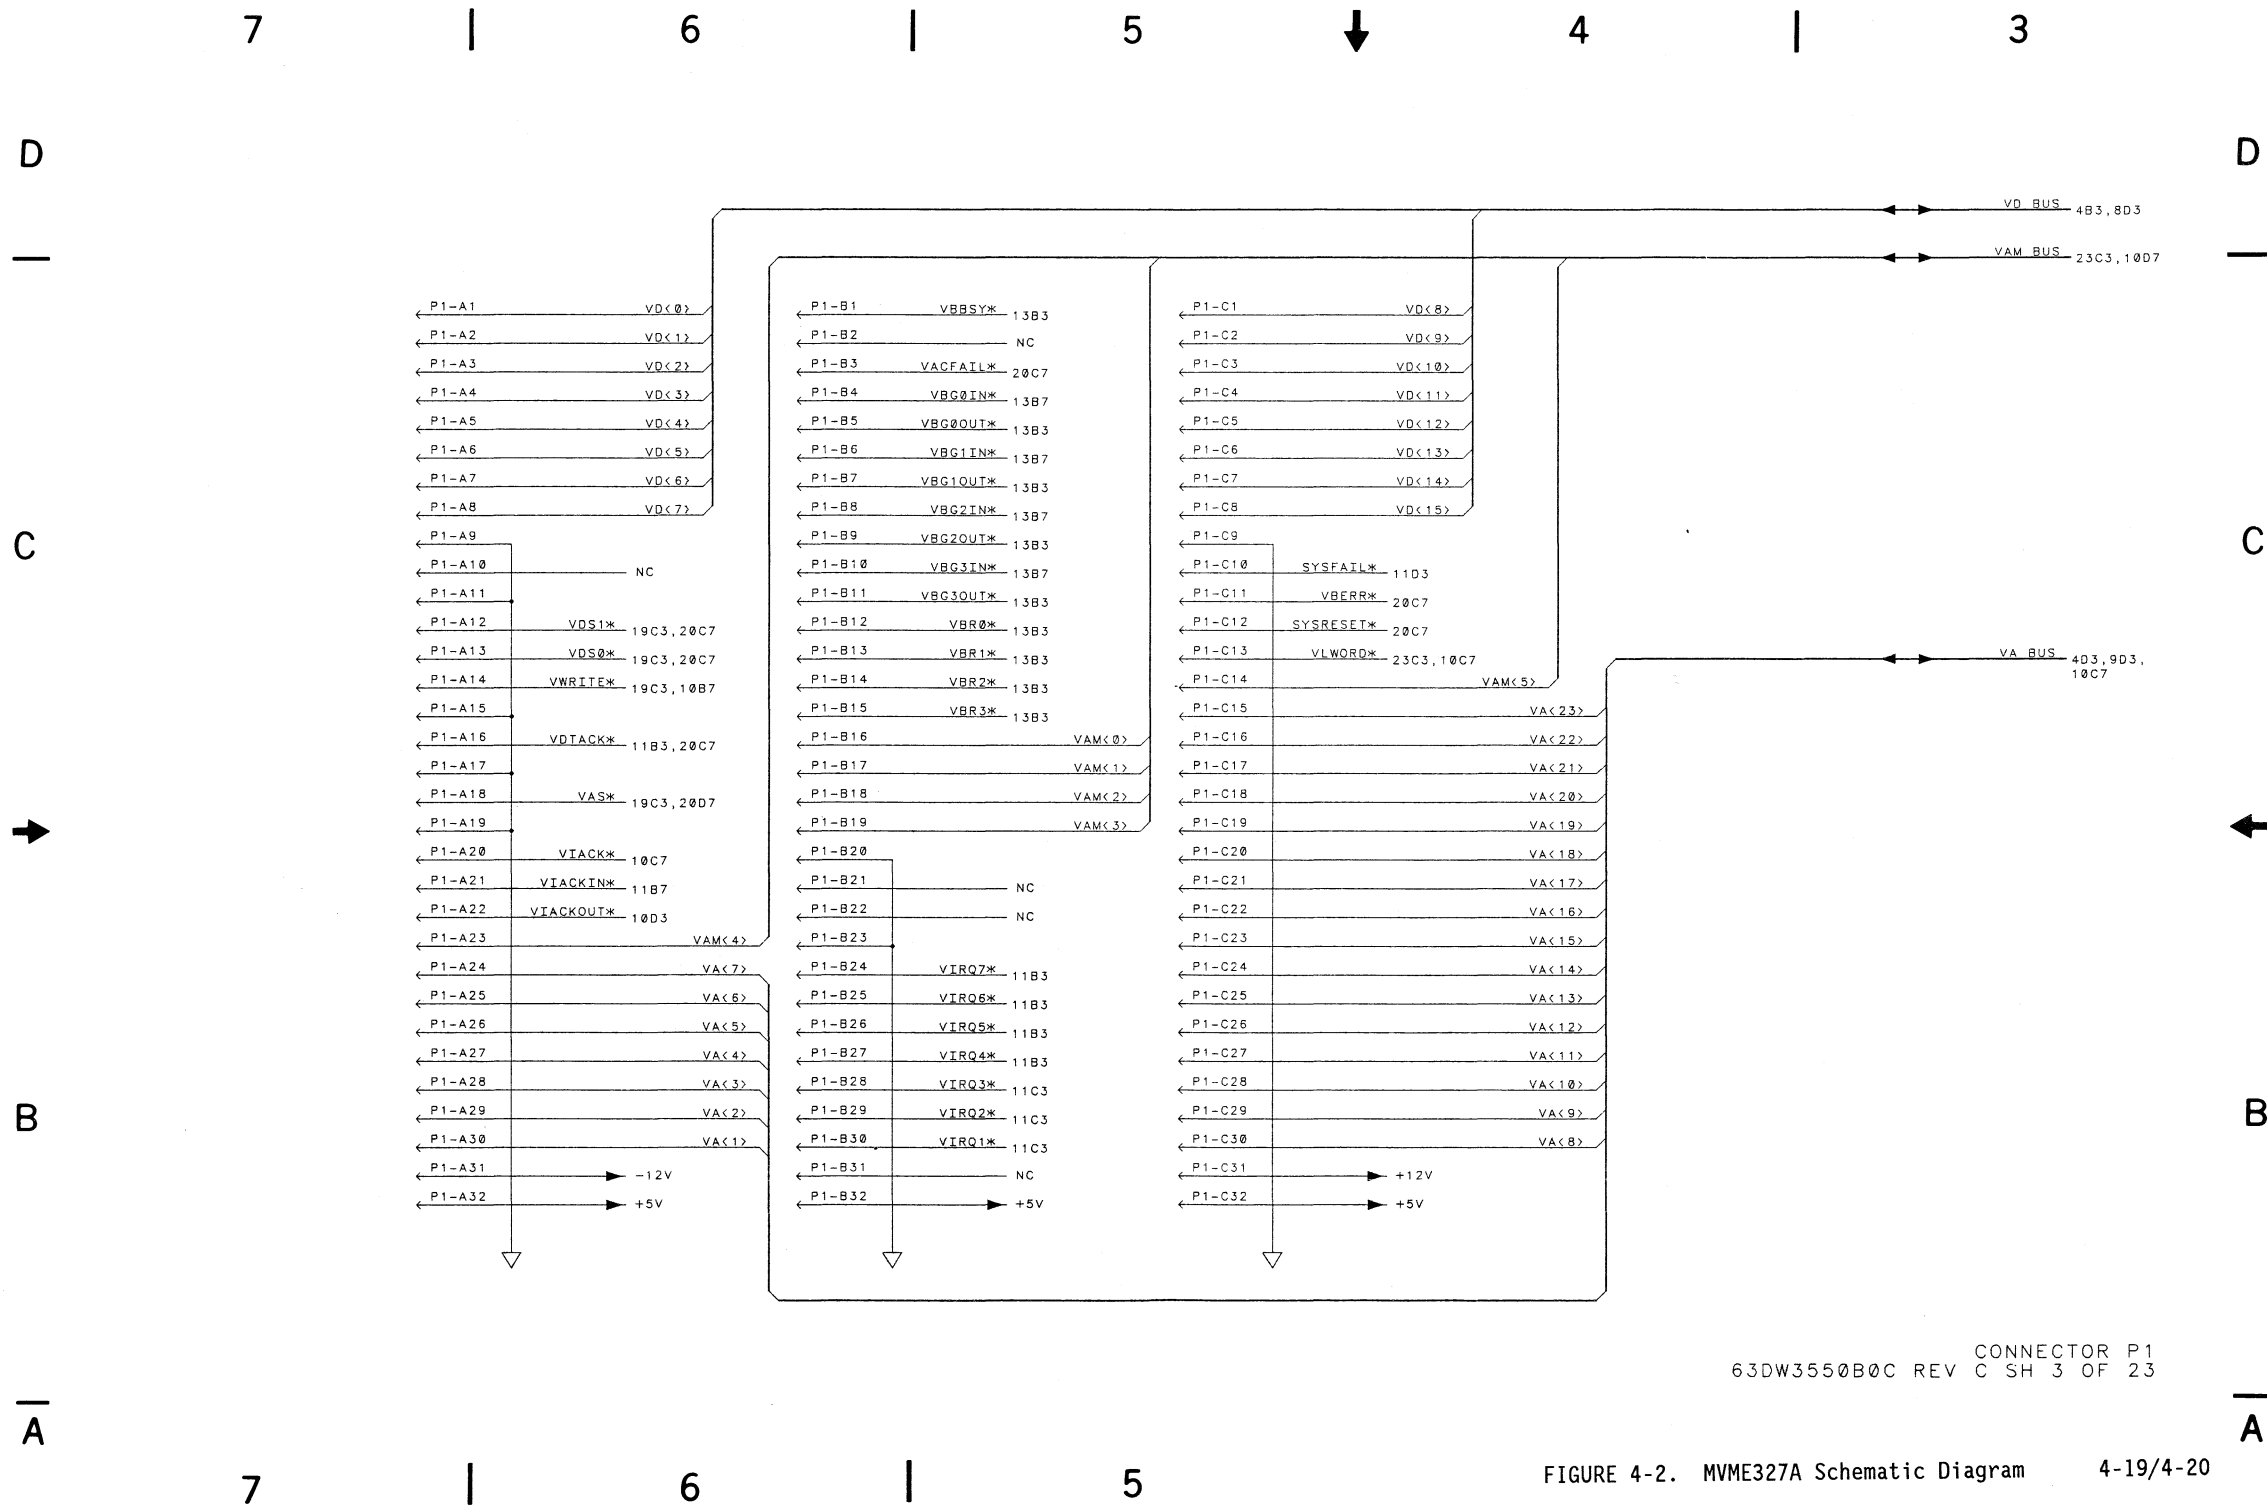 7 | 6 | 5 4 | 3
D D
VD BUS 4B3,8D3
VAM BUS 23C3,10D7
P1-A1 VD<0> P1-B1 VBBSY* 13B3 P1-C1 VD<8>
P1-A2 VD<1> P1-B2 NC P1-C2 VD<9>
P1-A3 VD<2> P1-B3 VACFAIL* 20C7 P1-C3 VD<10>
P1-A4 VD<3> P1-B4 VBG0IN* 13B7 P1-C4 VD<11>
P1-A5 VD<4> P1-B5 VBG0OUT* 13B3 P1-C5 VD<12>
P1-A6 VD<5> P1-B6 VBG1IN* 13B7 P1-C6 VD<13>
P1-A7 VD<6> P1-B7 VBG1OUT* 13B3 P1-C7 VD<14>
P1-A8 VD<7> P1-B8 VBG2IN* 13B7 P1-C8 VD<15>
C P1-A9 P1-B9 VBG2OUT* 13B3 P1-C9 C
P1-A10 NC P1-B10 VBG3IN* 13B7 P1-C10 SYSFAIL* 11D3
P1-A11 P1-B11 VBG3OUT* 13B3 P1-C11 VBERR* 20C7
P1-A12 VDS1* 19C3,20C7 P1-B12 VBR0* 13B3 P1-C12 SYSRESET* 20C7
P1-A13 VDS0* 19C3,20C7 P1-B13 VBR1* 13B3 P1-C13 VLWORD* 23C3,10C7 VA BUS 4D3,9D3,
10C7
P1-A14 VWRITE* 19C3,10B7 P1-B14 VBR2* 13B3 P1-C14 VAM<5>
P1-A15 P1-B15 VBR3* 13B3 P1-C15 VA<23>
P1-A16 VDTACK* 11B3,20C7 P1-B16 VAM<0> P1-C16 VA<22>
P1-A17 P1-B17 VAM<1> P1-C17 VA<21>
P1-A18 VAS* 19C3,20D7 P1-B18 VAM<2> P1-C18 VA<20>
P1-A19 P1-B19 VAM<3> P1-C19 VA<19>
P1-A20 VIACK* 10C7 P1-B20 P1-C20 VA<18>
P1-A21 VIACKIN* 11B7 P1-B21 NC P1-C21 VA<17>
P1-A22 VIACKOUT* 10D3 P1-B22 NC P1-C22 VA<16>
P1-A23 VAM<4> P1-B23 P1-C23 VA<15>
P1-A24 VA<7> P1-B24 VIRQ7* 11B3 P1-C24 VA<14>
P1-A25 VA<6> P1-B25 VIRQ6* 11B3 P1-C25 VA<13>
P1-A26 VA<5> P1-B26 VIRQ5* 11B3 P1-C26 VA<12>
P1-A27 VA<4> P1-B27 VIRQ4* 11B3 P1-C27 VA<11>
P1-A28 VA<3> P1-B28 VIRQ3* 11C3 P1-C28 VA<10>
B P1-A29 VA<2> P1-B29 VIRQ2* 11C3 P1-C29 VA<9> B
P1-A30 VA<1> P1-B30 VIRQ1* 11C3 P1-C30 VA<8>
P1-A31 -12V P1-B31 NC P1-C31 +12V
P1-A32 +5V P1-B32 +5V P1-C32 +5V
CONNECTOR P1
63DW3550B0C REV C SH 3 OF 23
A A
7 | 6 | 5
FIGURE 4-2. MVME327A Schematic Diagram 4-19/4-20